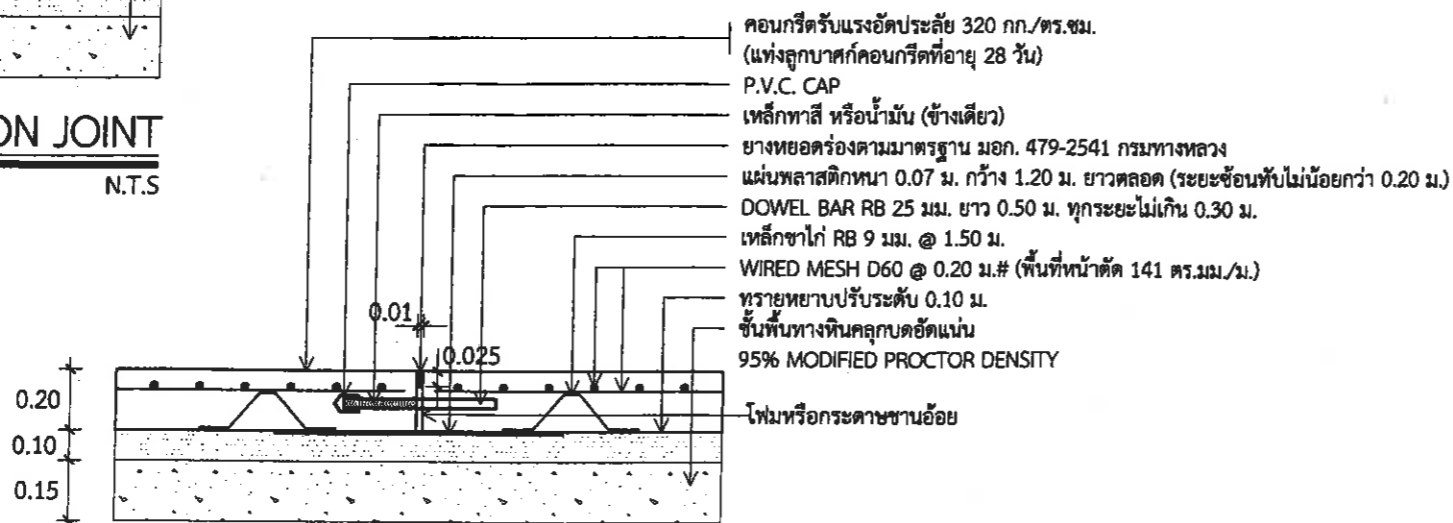 ON JOINT
N.T.S
คอนกรีตรับแรงอัดประลัย 320 กก./ตร.ซม.
(แท่งลูกบาศก์คอนกรีตที่อายุ 28 วัน)
P.V.C. CAP
เหล็กทาสี หรือน้ำมัน (ข้างเดียว)
ยางหยอดร่องตามมาตรฐาน มอก. 479-2541 กรมทางหลวง
แผ่นพลาสติกหนา 0.07 ม. กว้าง 1.20 ม. ยาวตลอด (ระยะซ้อนทับไม่น้อยกว่า 0.20 ม.)
DOWEL BAR RB 25 มม. ยาว 0.50 ม. ทุกระยะไม่เกิน 0.30 ม.
เหล็กขาไก่ RB 9 มม. @ 1.50 ม.
WIRED MESH D60 @ 0.20 ม.# (พื้นที่หน้าตัด 141 ตร.มม./ม.)
ทรายหยาบปรับระดับ 0.10 ม.
ชั้นพื้นทางหินคลุกบดอัดแน่น
95% MODIFIED PROCTOR DENSITY
โฟมหรือกระดาษชานอ้อย
0.01
0.025
0.20
0.10
0.15